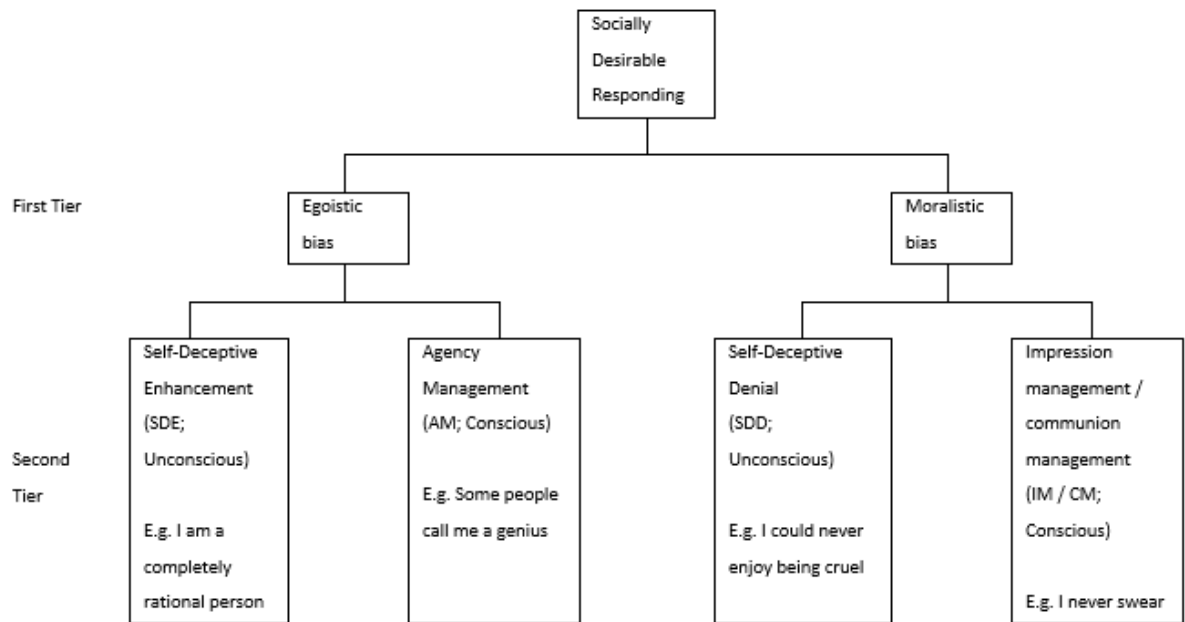 Socially
Desirable
Responding
First Tier
Egoistic
bias
Moralistic
bias
Second
Tier
Self-Deceptive
Enhancement
(SDE;
Unconscious)
E.g. I am a
completely
rational person
Agency
Management
(AM; Conscious)
E.g. Some people
call me a genius
Self-Deceptive
Denial
(SDD;
Unconscious)
E.g. I could never
enjoy being cruel
Impression
management /
communion
management
(IM / CM;
Conscious)
E.g. I never swear